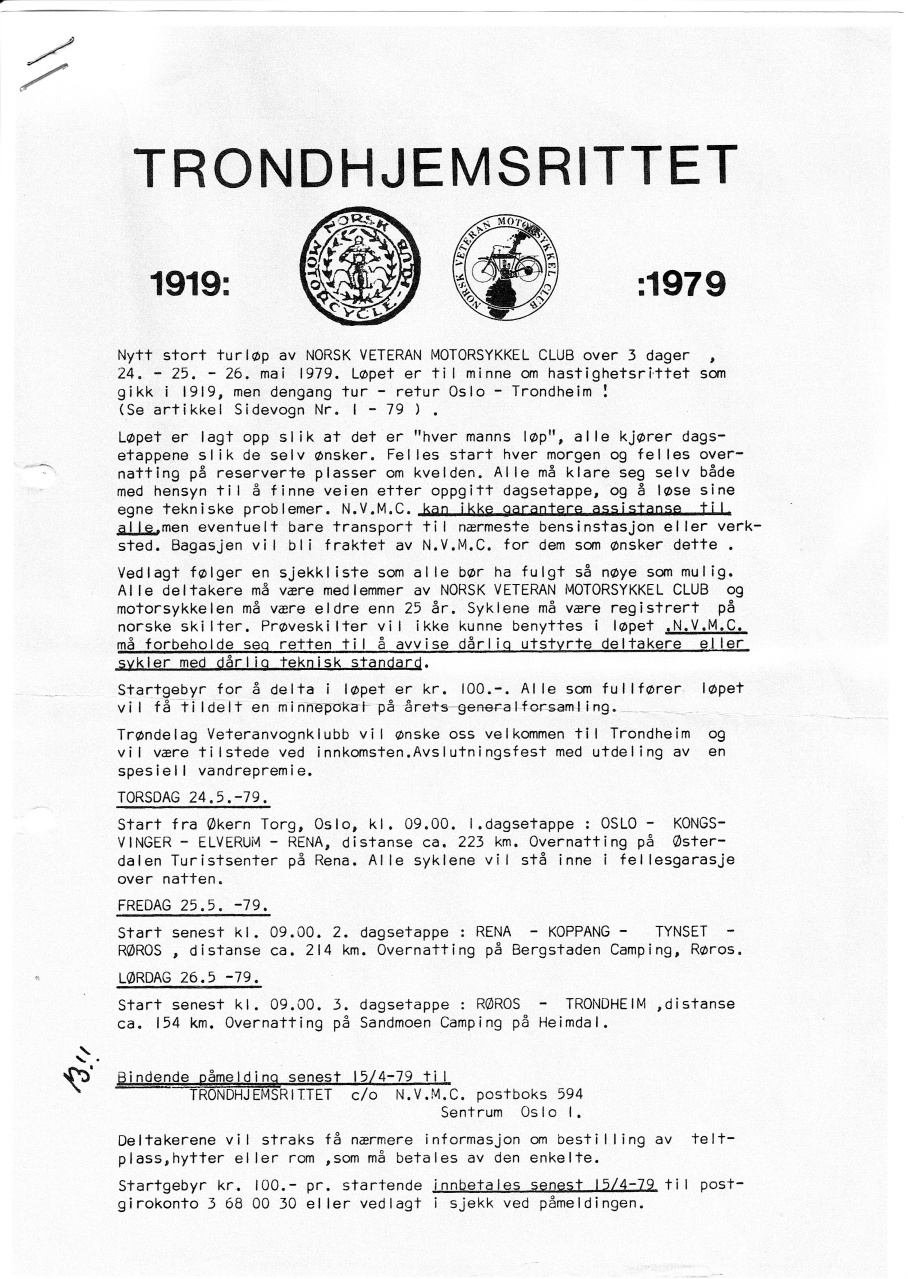 TRONDHJEMSRITTET
1919:
NORSK MOTORCYCLE-KLUB
NORSK VETERAN MOTORSYKKEL CLUB
:1979
Nytt stort turløp av NORSK VETERAN MOTORSYKKEL CLUB over 3 dager ,
24. - 25. - 26. mai 1979. Løpet er til minne om hastighetsrittet som
gikk i 1919, men dengang tur - retur Oslo - Trondheim !
(Se artikkel Sidevogn Nr. 1 - 79 ) .
Løpet er lagt opp slik at det er "hver manns løp", alle kjører dags-
etappene slik de selv ønsker. Felles start hver morgen og felles over-
natting på reserverte plasser om kvelden. Alle må klare seg selv både
med hensyn til å finne veien etter oppgitt dagsetappe, og å løse sine
egne tekniske problemer. N.V.M.C. kan ikke garantere assistanse til
alle,men eventuelt bare transport til nærmeste bensinstasjon eller verk-
sted. Bagasjen vil bli fraktet av N.V.M.C. for dem som ønsker dette .
Vedlagt følger en sjekkliste som alle bør ha fulgt så nøye som mulig.
Alle deltakere må være medlemmer av NORSK VETERAN MOTORSYKKEL CLUB og
motorsykkelen må være eldre enn 25 år. Syklene må være registrert på
norske skilter. Prøveskilter vil ikke kunne benyttes i løpet .N.V.M.C.
må forbeholde seg retten til å avvise dårlig utstyrte deltakere eller
sykler med dårlig teknisk standard.
Startgebyr for å delta i løpet er kr. 100.-. Alle som fullfører løpet
vil få tildelt en minnepokal på årets generalforsamling.
Trøndelag Veteranvognklubb vil ønske oss velkommen til Trondheim og
vil være tilstede ved innkomsten.Avslutningsfest med utdeling av en
spesiell vandrepremie.
TORSDAG 24.5.-79.
Start fra Økern Torg, Oslo, kl. 09.00. 1.dagsetappe : OSLO - KONGS-
VINGER - ELVERUM - RENA, distanse ca. 223 km. Overnatting på Øster-
dalen Turistsenter på Rena. Alle syklene vil stå inne i fellesgarasje
over natten.
FREDAG 25.5. -79.
Start senest kl. 09.00. 2. dagsetappe : RENA - KOPPANG - TYNSET -
RØROS , distanse ca. 214 km. Overnatting på Bergstaden Camping, Røros.
LØRDAG 26.5 -79.
Start senest kl. 09.00. 3. dagsetappe : RØROS - TRONDHEIM ,distanse
ca. 154 km. Overnatting på Sandmoen Camping på Heimdal.
Bindende påmelding senest 15/4-79 til
TRONDHJEMSRITTET c/o N.V.M.C. postboks 594
Sentrum Oslo 1.
Deltakerene vil straks få nærmere informasjon om bestilling av telt-
plass,hytter eller rom ,som må betales av den enkelte.
Startgebyr kr. 100.- pr. startende innbetales senest 15/4-79 til post-
girokonto 3 68 00 30 eller vedlagt i sjekk ved påmeldingen.